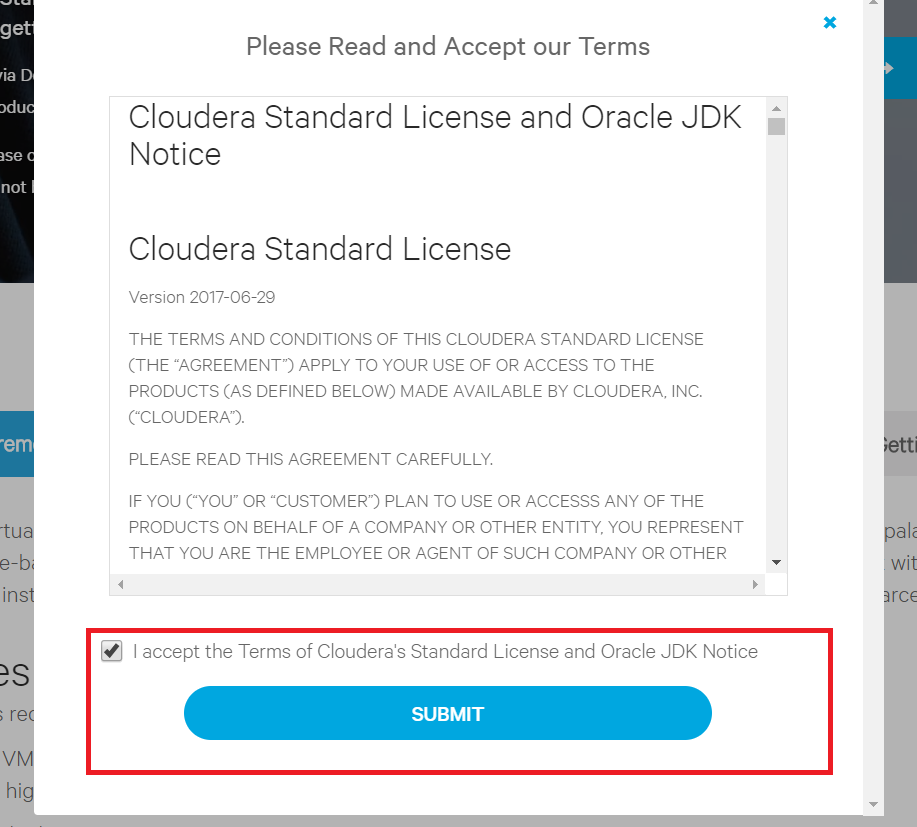 Please Read and Accept our Terms
Cloudera Standard License and Oracle JDK
Notice
Cloudera Standard License
Version 2017-06-29
THE TERMS AND CONDITIONS OF THIS CLOUDERA STANDARD LICENSE
(THE “AGREEMENT”) APPLY TO YOUR USE OF OR ACCESS TO THE
PRODUCTS (AS DEFINED BELOW) MADE AVAILABLE BY CLOUDERA, INC.
(“CLOUDERA”).
PLEASE READ THIS AGREEMENT CAREFULLY.
IF YOU (“YOU” OR “CUSTOMER”) PLAN TO USE OR ACCESSS ANY OF THE
PRODUCTS ON BEHALF OF A COMPANY OR OTHER ENTITY, YOU REPRESENT
THAT YOU ARE THE EMPLOYEE OR AGENT OF SUCH COMPANY OR OTHER
I accept the Terms of Cloudera's Standard License and Oracle JDK Notice
SUBMIT